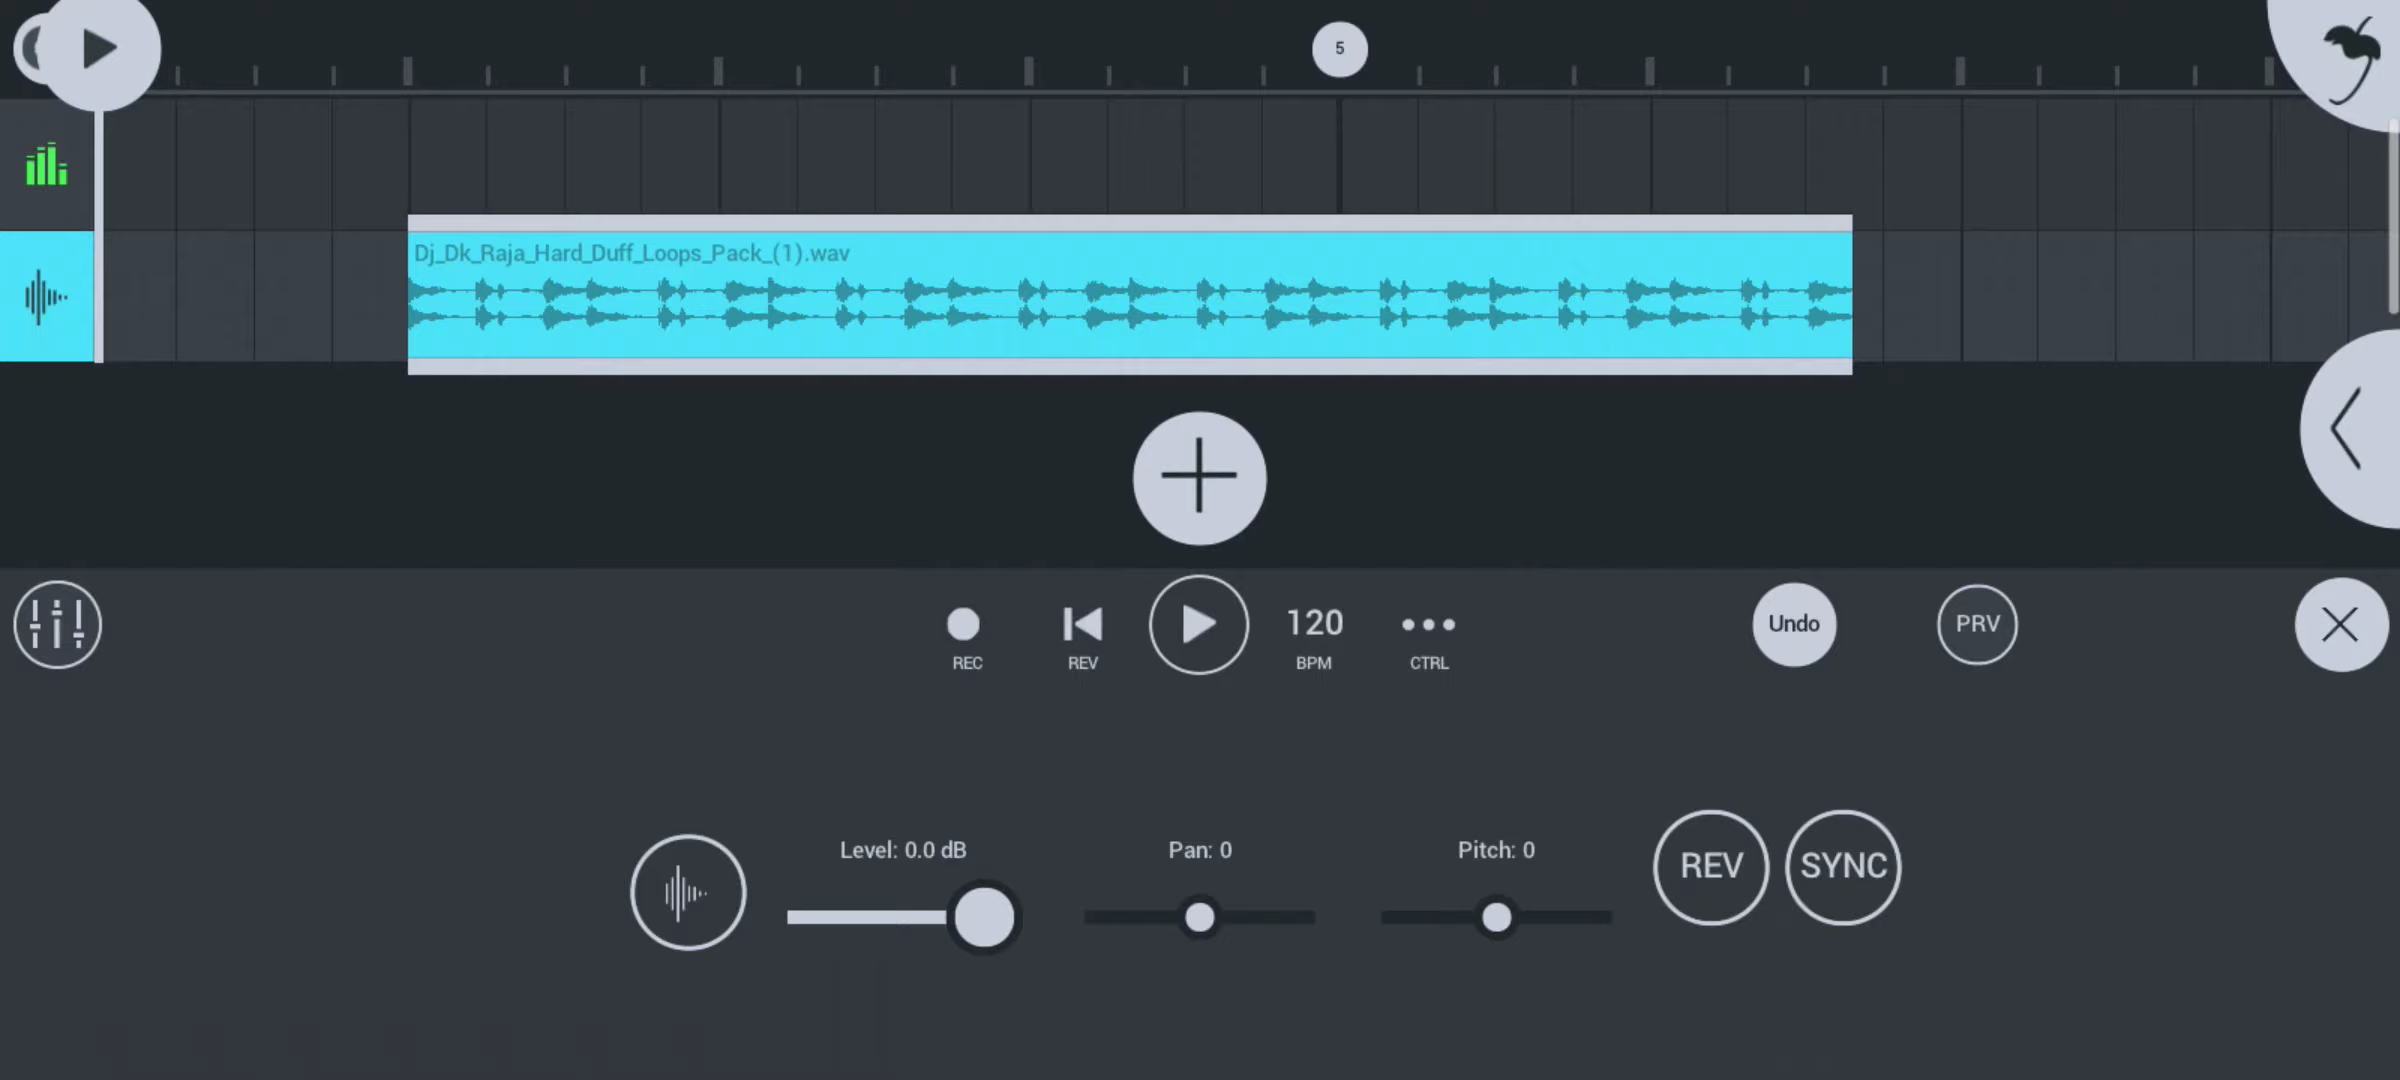 5
Dj_Dk_Raja_Hard_Duff_Loops_Pack_(1).wav
REC
REV
120
BPM
CTRL
Undo
PRV
Level: 0.0 dB
Pan: 0
Pitch: 0
REV
SYNC